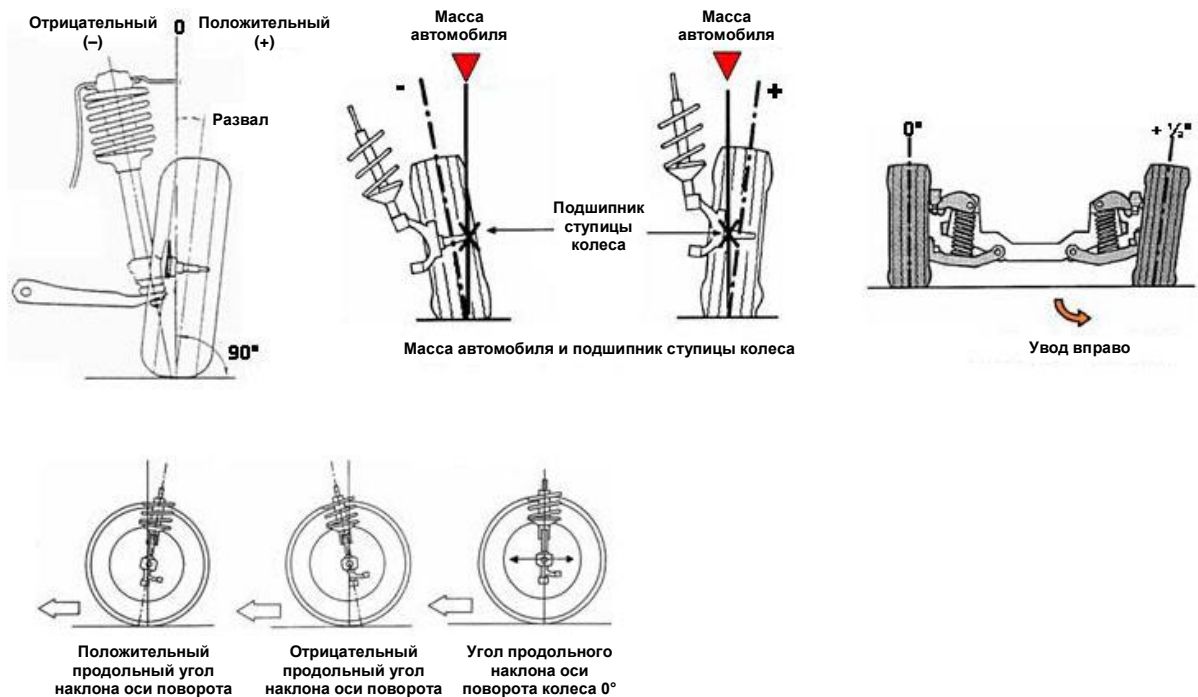 Отрицательный
(–)
0
Положительный
(+)
Развал
90°
Масса
автомобиля
-
Масса
автомобиля
+
Подшипник
ступицы
колеса
Масса автомобиля и подшипник ступицы колеса
0°
+ ½°
Увод вправо
Положительный
продольный угол
наклона оси поворота
Отрицательный
продольный угол
наклона оси поворота
Угол продольного
наклона оси
поворота колеса 0°